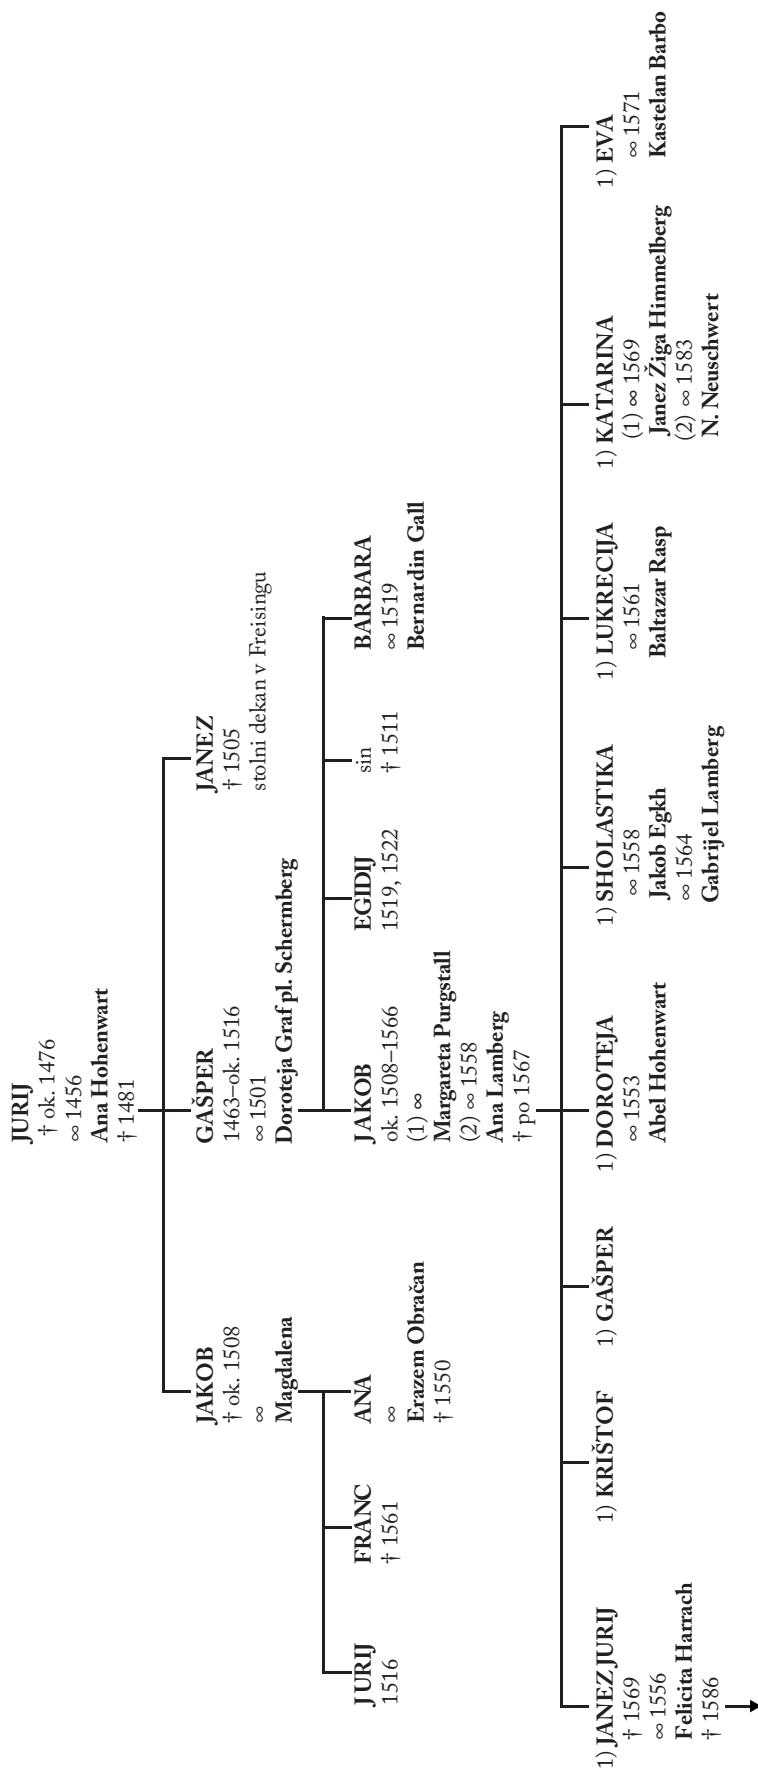 JURIJ
† ok. 1476
∞ 1456
Ana Hohenwart
† 1481
JAKOB
† ok. 1508
∞
Magdalena
GAŠPER
1463–ok. 1516
∞ 1501
Doroteja Graf pl. Schernberg
JANEZ
† 1505
stolni dekan v Freisingu
JURIJ
1516
FRANC
† 1561
ANA
∞
Erazem Obračan
† 1550
JAKOB
ok. 1508–1566
(1) ∞
Margareta Purgstall
(2) ∞ 1558
Ana Lamberg
† po 1567
EGIDIJ
1519, 1522
sin
† 1511
BARBARA
∞ 1519
Bernardin Gall
1) JANEZ JURIJ
† 1569
∞ 1556
Felicita Harrach
† 1586
1) KRIŠTOF
1) GAŠPER
1) DOROTEJA
∞ 1553
Abel Hohenwart
1) SHOLASTIKA
∞ 1558
Jakob Egkh
∞ 1564
Gabrijel Lamberg
1) LUKRECIJA
∞ 1561
Baltazar Rasp
1) KATARINA
(1) ∞ 1569
Janez Žiga Himmelberg
(2) ∞ 1583
N. Neuschwert
1) EVA
∞ 1571
Kastelan Barbo